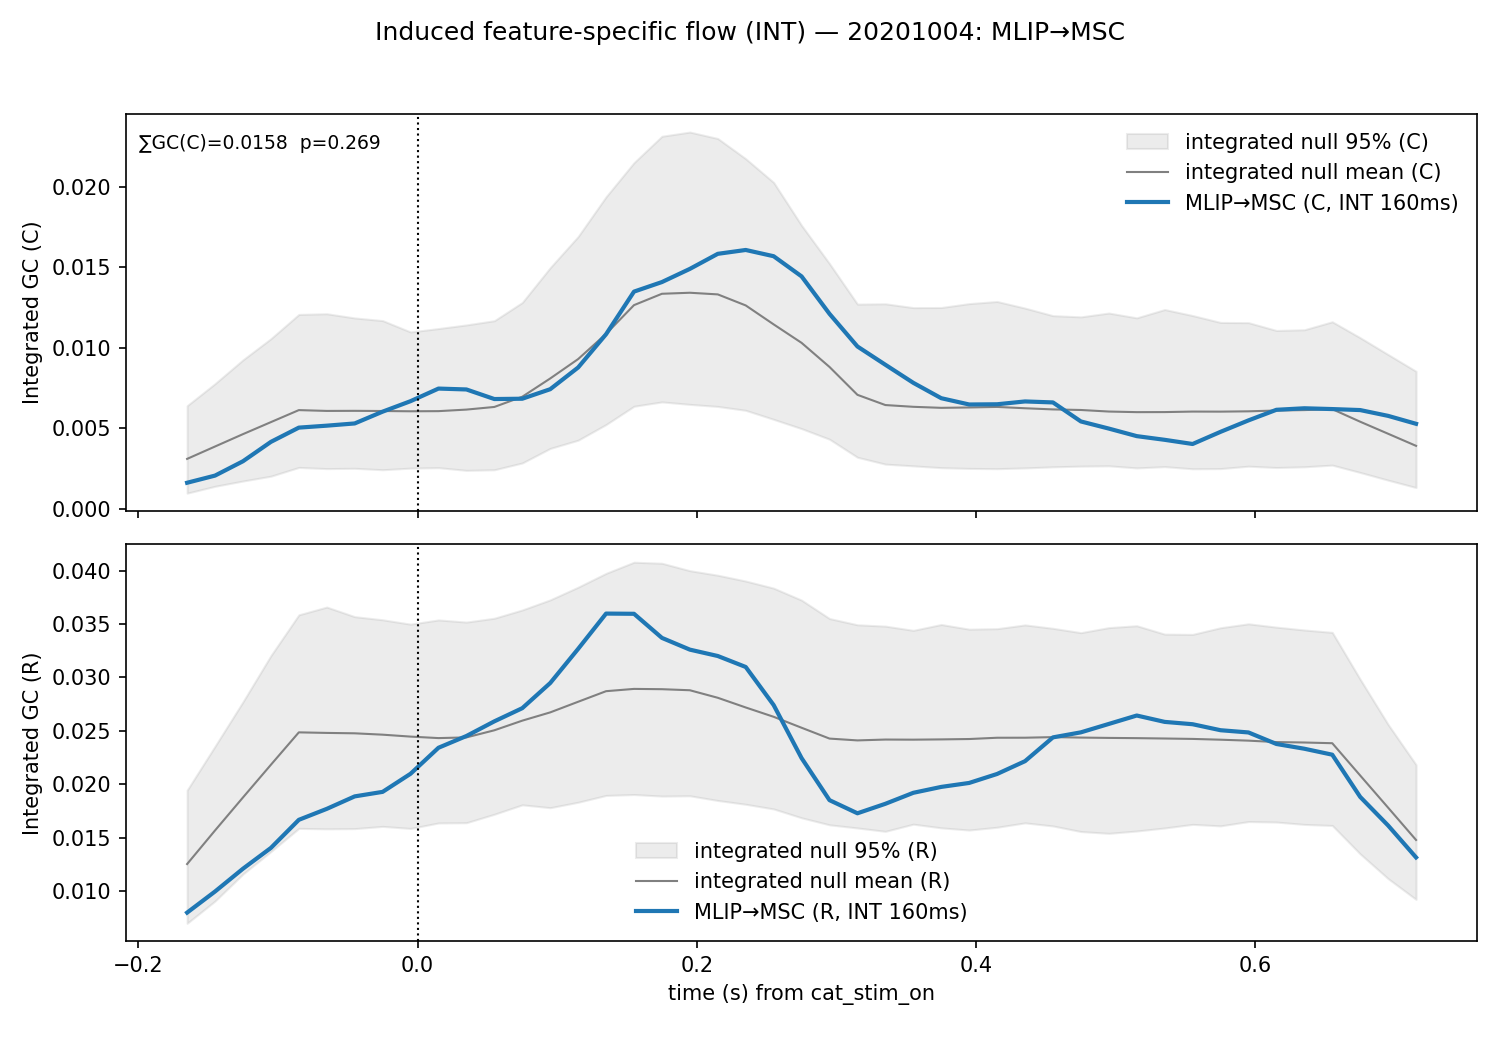 Induced feature-specific flow (INT) — 20201004: MLIP→MSC
∑GC(C)=0.0158  p=0.269
integrated null 95% (C)
integrated null mean (C)
MLIP→MSC (C, INT 160ms)
Integrated GC (C)
0.020
0.015
0.010
0.005
0.000
Integrated GC (R)
0.040
0.035
0.030
0.025
0.020
0.015
0.010
integrated null 95% (R)
integrated null mean (R)
MLIP→MSC (R, INT 160ms)
−0.2 0.0 0.2 0.4 0.6
time (s) from cat_stim_on